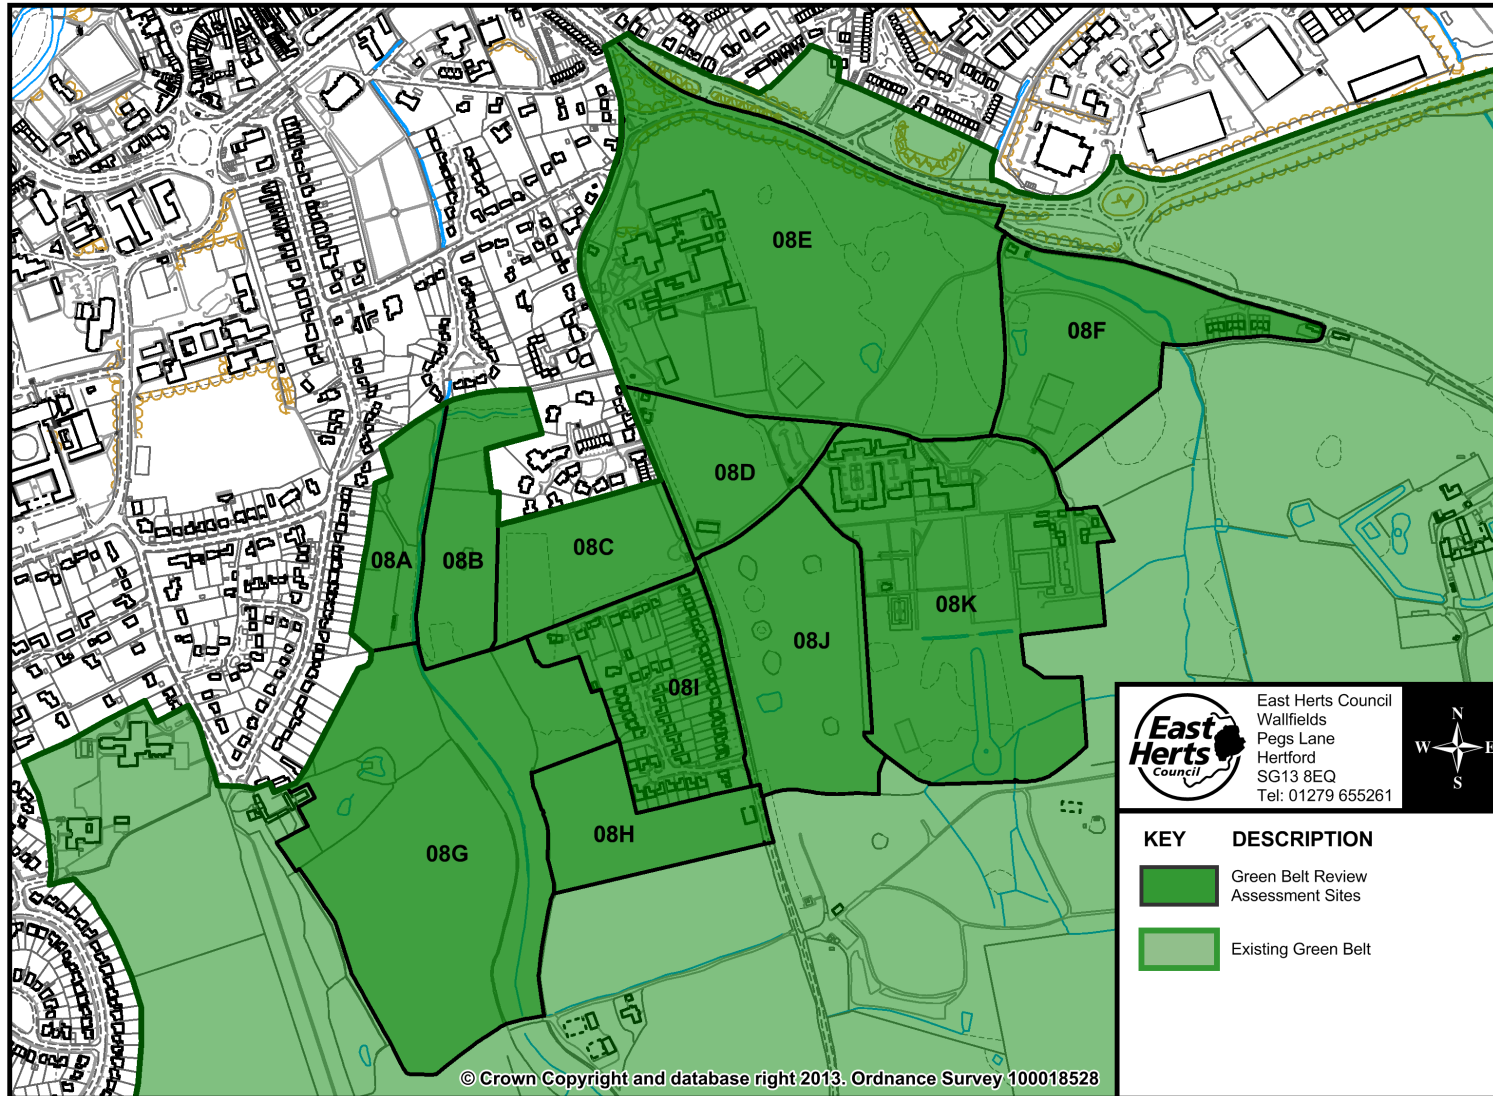 08E
08F
08D
08A
08B
08C
08K
08J
08I
08H
08G
East Herts Council
East Herts Council
Wallfields
Pegs Lane
Hertford
SG13 8EQ
Tel: 01279 655261
N
W E
S
KEY DESCRIPTION
Green Belt Review
Assessment Sites
Existing Green Belt
© Crown Copyright and database right 2013. Ordnance Survey 100018528